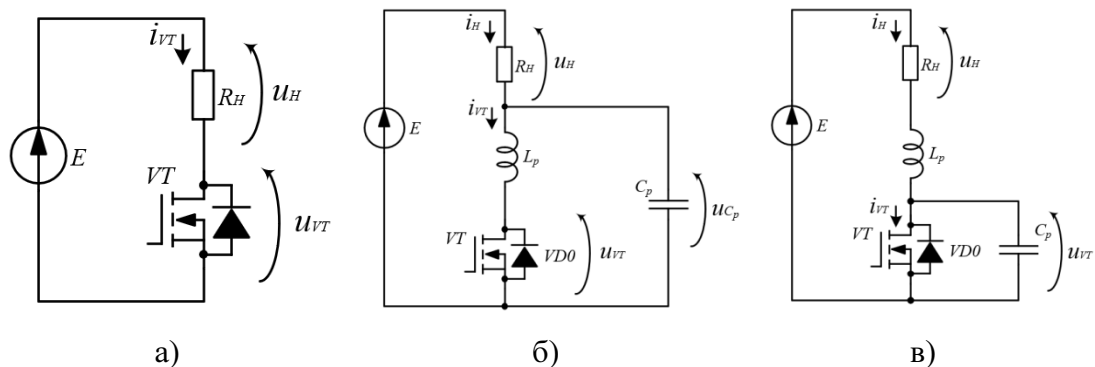 i_VT
R_H
u_H
E
VT
u_VT
а)
i_H
R_H
u_H
i_VT
E
L_p
C_p
u_Cp
VT
VD0
u_VT
б)
i_H
R_H
u_H
E
L_p
i_VT
VT
VD0
C_p
u_VT
в)